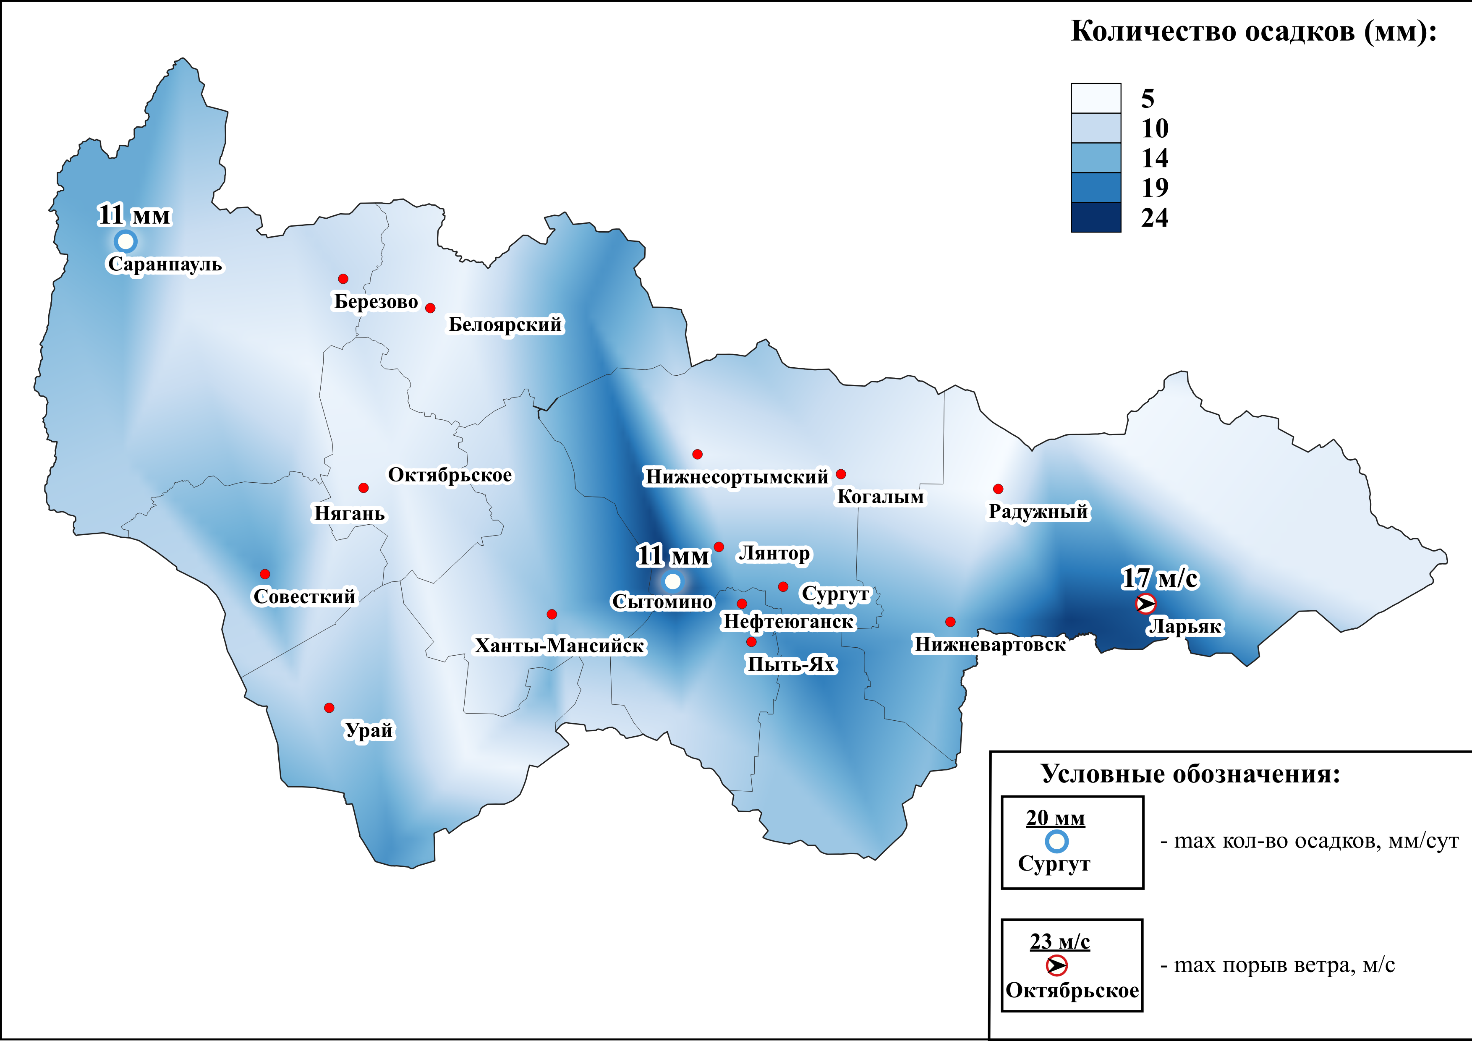 Количество осадков (мм):
5
10
14
19
24
11 мм
Саранпауль
Березово
Белоярский
Октябрьское
Нягань
Нижнесортымский
Когалым
Радужный
11 мм
Лянтор
Сытомино
Сургут
Нефтеюганск
17 м/с
Ларьяк
Совесткий
Ханты-Мансийск
Пыть-Ях
Нижневартовск
Урай
Условные обозначения:
20 мм
Сургут
- max кол-во осадков, мм/сут
23 м/с
Октябрьское
- max порыв ветра, м/с